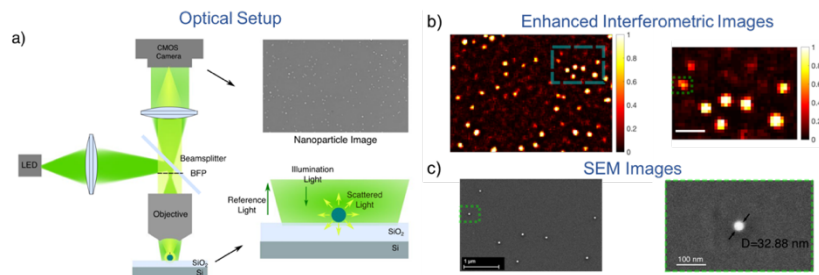 Optical Setup
a)
CMOS
Camera
Nanoparticle Image
LED
Beamsplitter
BFP
Objective
SiO₂
Si
Illumination
Light
Reference
Light
Scattered
Light
SiO₂
Si
b)
Enhanced Interferometric Images
1
0.8
0.6
0.4
0.2
0
1
0.8
0.6
0.4
0.2
0
c)
SEM Images
1 µm
D=32.88 nm
100 nm